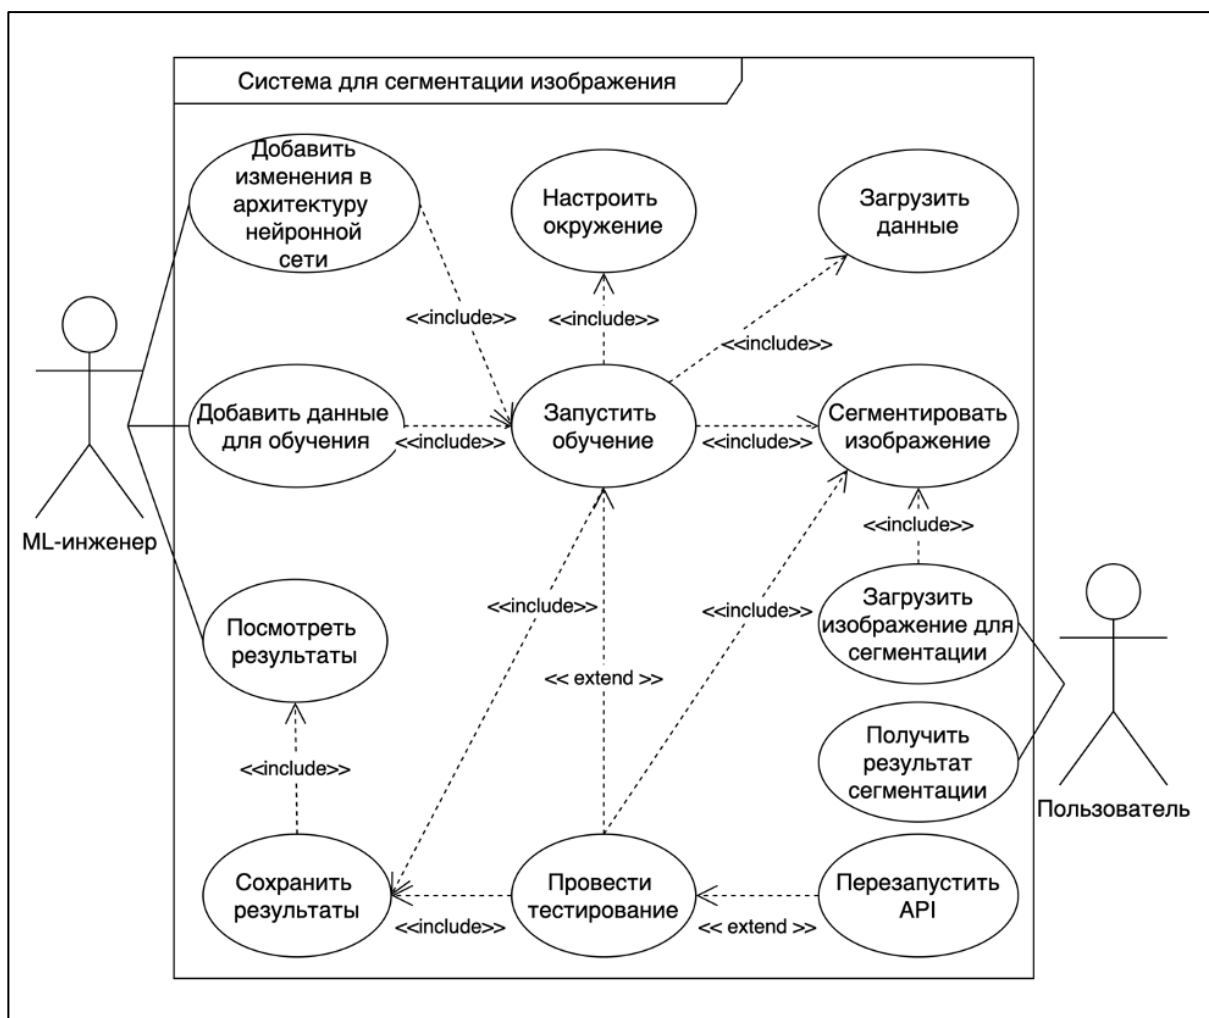 Система для сегментации изображения
Добавить
изменения в
архитектуру
нейронной
сети
Настроить
окружение
Загрузить
данные
<<include>>
<<include>>
<<include>>
ML-инженер
Добавить данные
для обучения
<<include>>
Запустить
обучение
<<include>>
Сегментировать
изображение
<<include>>
Посмотреть
результаты
<<include>>
<<include>>
Загрузить
изображение для
сегментации
<< extend >>
<<include>>
Получить
результат
сегментации
Пользователь
Сохранить
результаты
<<include>>
Провести
тестирование
<< extend >>
Перезапустить
API